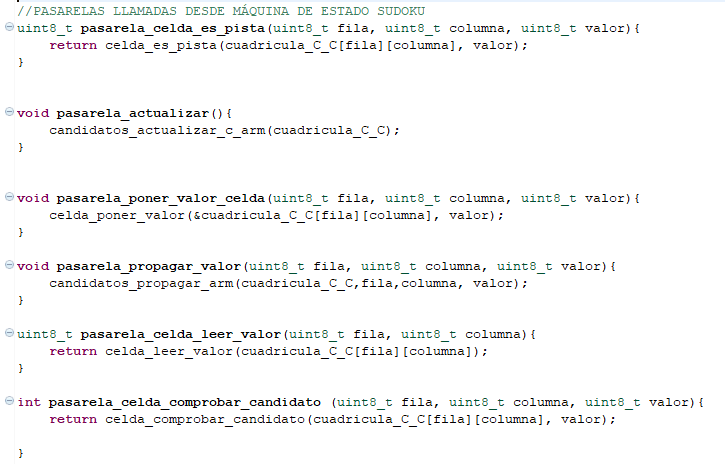 //PASARELAS LLAMADAS DESDE MÁQUINA DE ESTADO SUDOKU
uint8_t pasarela_celda_es_pista(uint8_t fila, uint8_t columna, uint8_t valor){
return celda_es_pista(cuadricula_C_C[fila][columna], valor);
}
void pasarela_actualizar(){
candidatos_actualizar_c_arm(cuadricula_C_C);
}
void pasarela_poner_valor_celda(uint8_t fila, uint8_t columna, uint8_t valor){
celda_poner_valor(&cuadricula_C_C[fila][columna], valor);
}
void pasarela_propagar_valor(uint8_t fila, uint8_t columna, uint8_t valor){
candidatos_propagar_arm(cuadricula_C_C,fila,columna, valor);
}
uint8_t pasarela_celda_leer_valor(uint8_t fila, uint8_t columna){
return celda_leer_valor(cuadricula_C_C[fila][columna]);
}
int pasarela_celda_comprobar_candidato (uint8_t fila, uint8_t columna, uint8_t valor){
return celda_comprobar_candidato(cuadricula_C_C[fila][columna], valor);
}